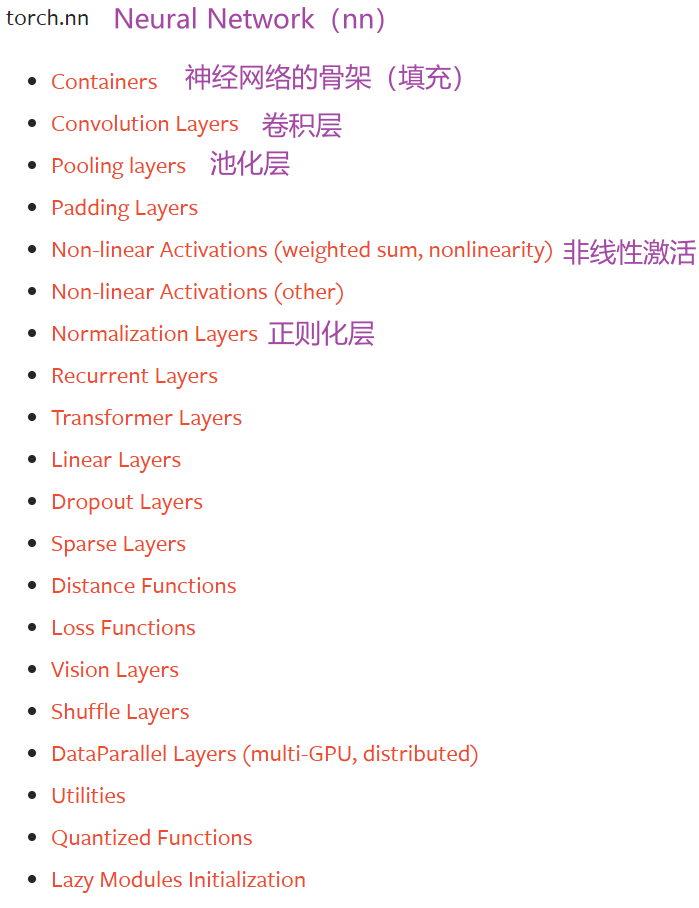 torch.nn Neural Network（nn）
Containers 神经网络的骨架（填充）
Convolution Layers 卷积层
Pooling layers 池化层
Padding Layers
Non-linear Activations (weighted sum, nonlinearity) 非线性激活
Non-linear Activations (other)
Normalization Layers 正则化层
Recurrent Layers
Transformer Layers
Linear Layers
Dropout Layers
Sparse Layers
Distance Functions
Loss Functions
Vision Layers
Shuffle Layers
DataParallel Layers (multi-GPU, distributed)
Utilities
Quantized Functions
Lazy Modules Initialization